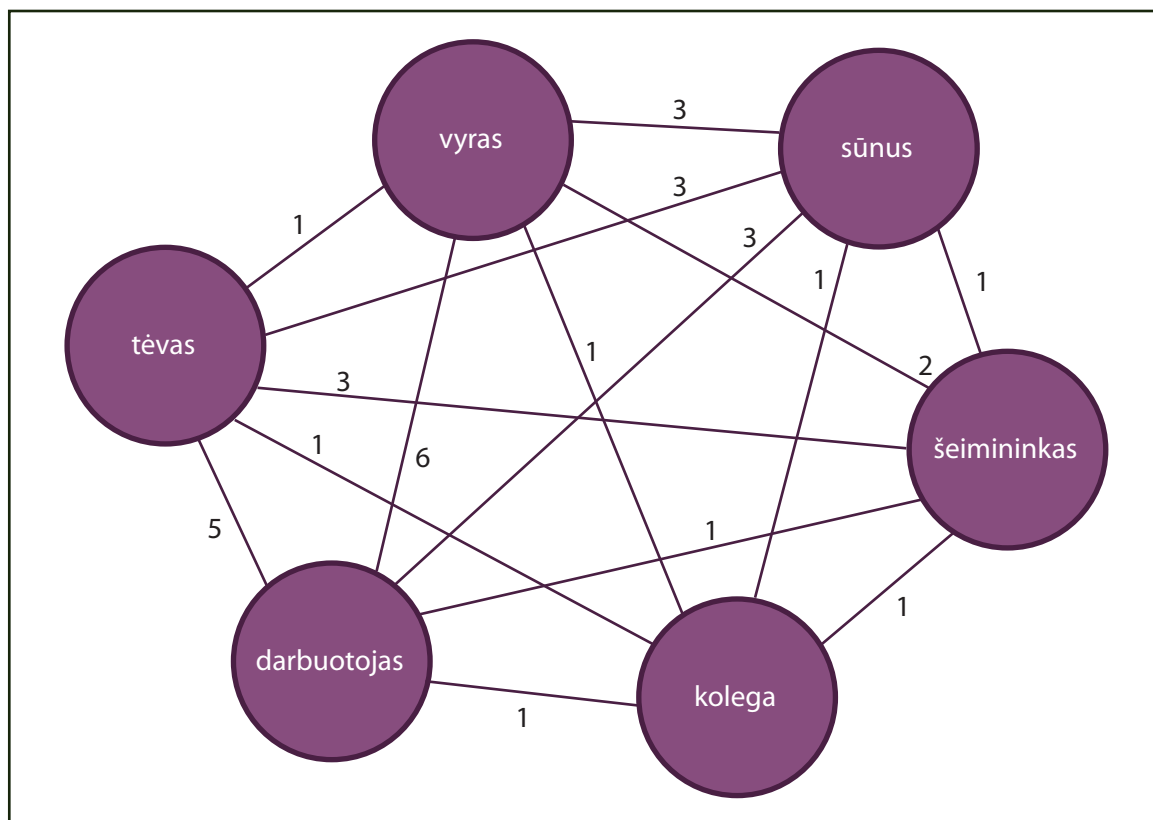 vyras
3
sūnus
3
1
3
1
1
tėvas
1
2
3
šeimininkas
1
6
5
1
1
darbuotojas
kolega
1